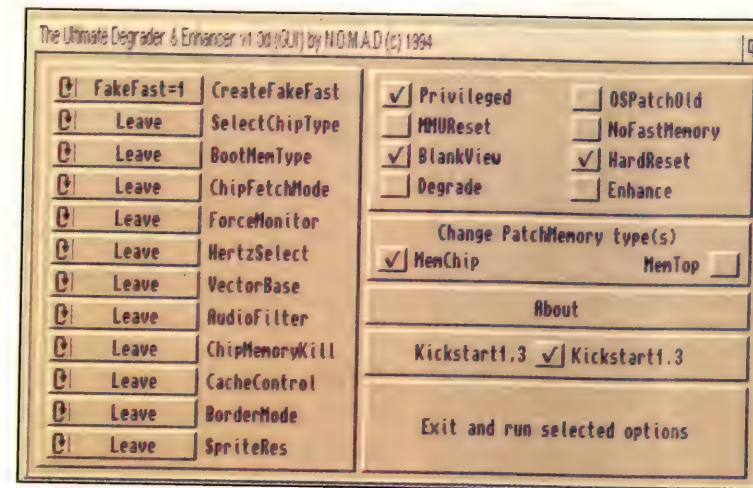 The Ultimate Degrader & Enhancer v1.0d (GUI) by N.O.M.A.D (c) 1994
FakeFast=1 CreateFakeFast
Leave SelectChipType
Leave BootMemType
Leave ChipFetchMode
Leave ForceMonitor
Leave HertzSelect
Leave VectorBase
Leave AudioFilter
Leave ChipMemoryKill
Leave CacheControl
Leave BorderMode
Leave SpriteRes
Privileged OSPatchOld
MMUReset NoFastMemory
BlankView HardReset
Degrade Enhance
Change PatchMemory type(s)
MemChip MemTop
About
Kickstart1.3 Kickstart1.3
Exit and run selected options